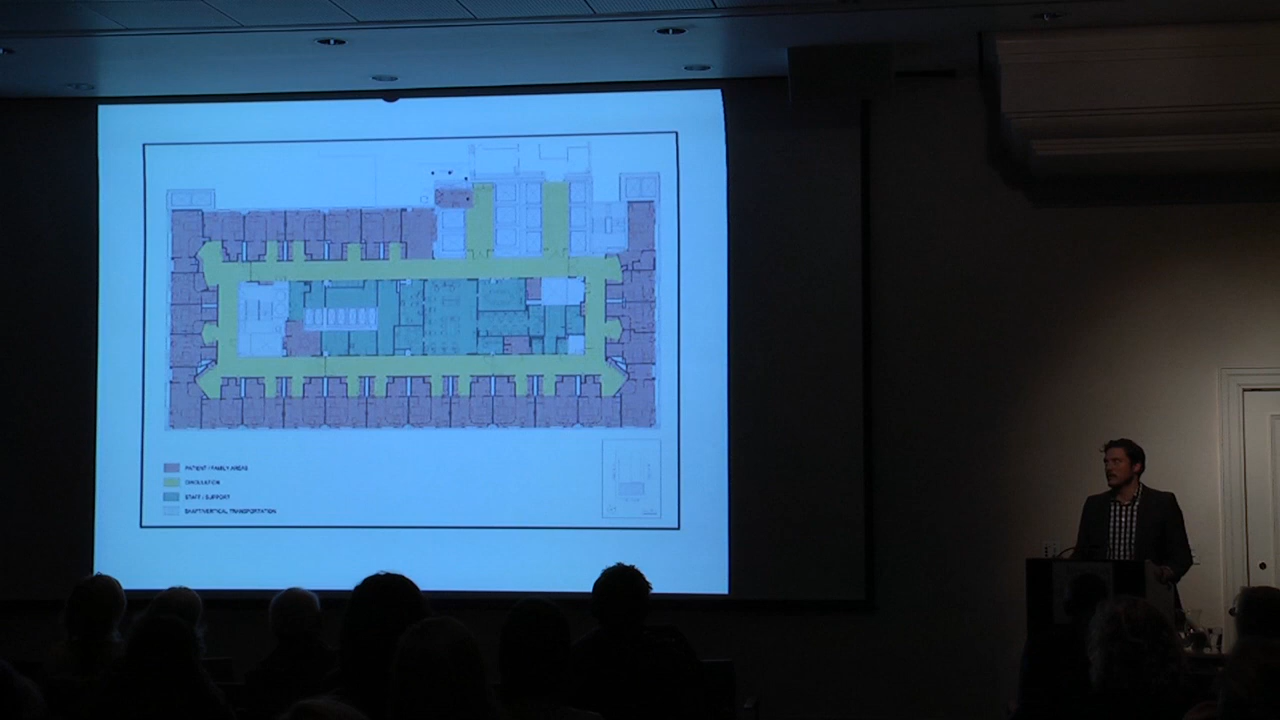 PATIENT / FAMILY AREAS
CIRCULATION
STAFF / SUPPORT
SHAFT/VERTICAL TRANSPORTATION